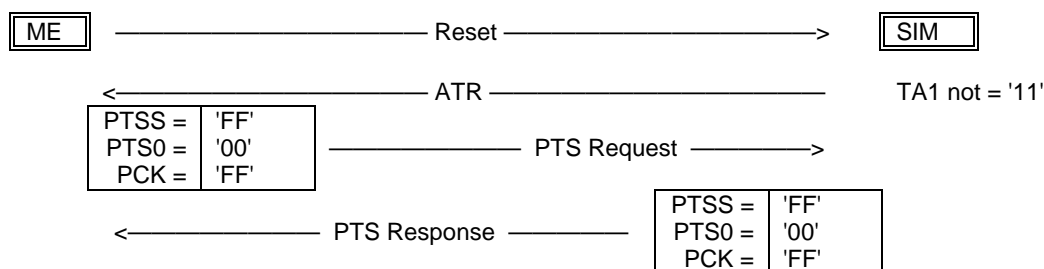 ME Reset > SIM
< ATR TA1 not = '11'
PTSS = 'FF'
PTS0 = '00' PTS Request >
PCK = 'FF'
PTSS = 'FF'
< PTS Response PTS0 = '00'
PCK = 'FF'